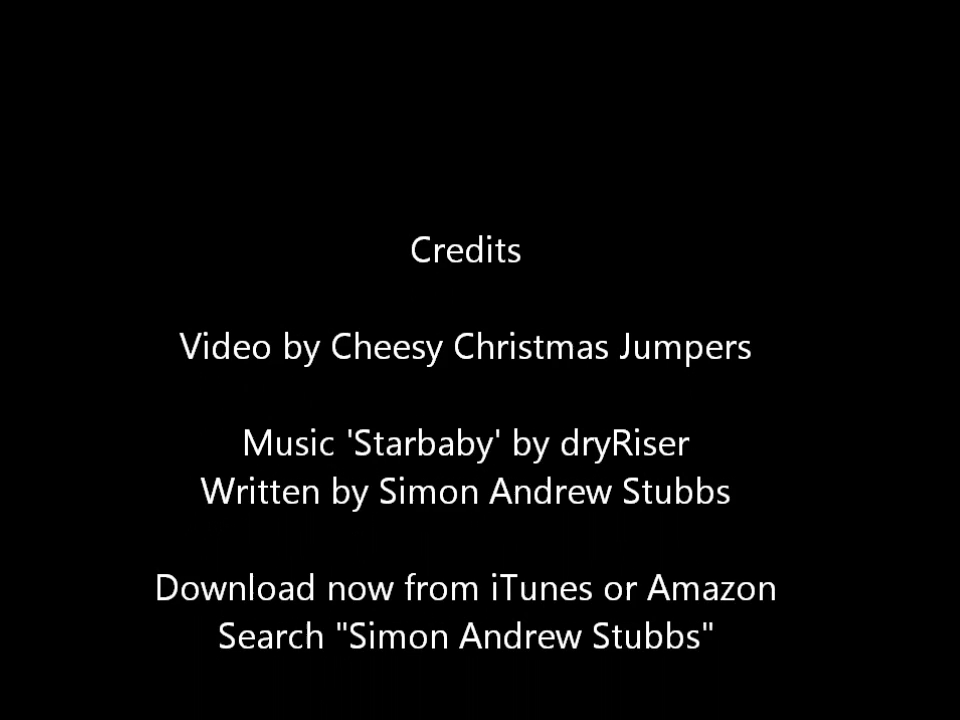 Credits
Video by Cheesy Christmas Jumpers
Music 'Starbaby' by dryRiser
Written by Simon Andrew Stubbs
Download now from iTunes or Amazon
Search "Simon Andrew Stubbs"